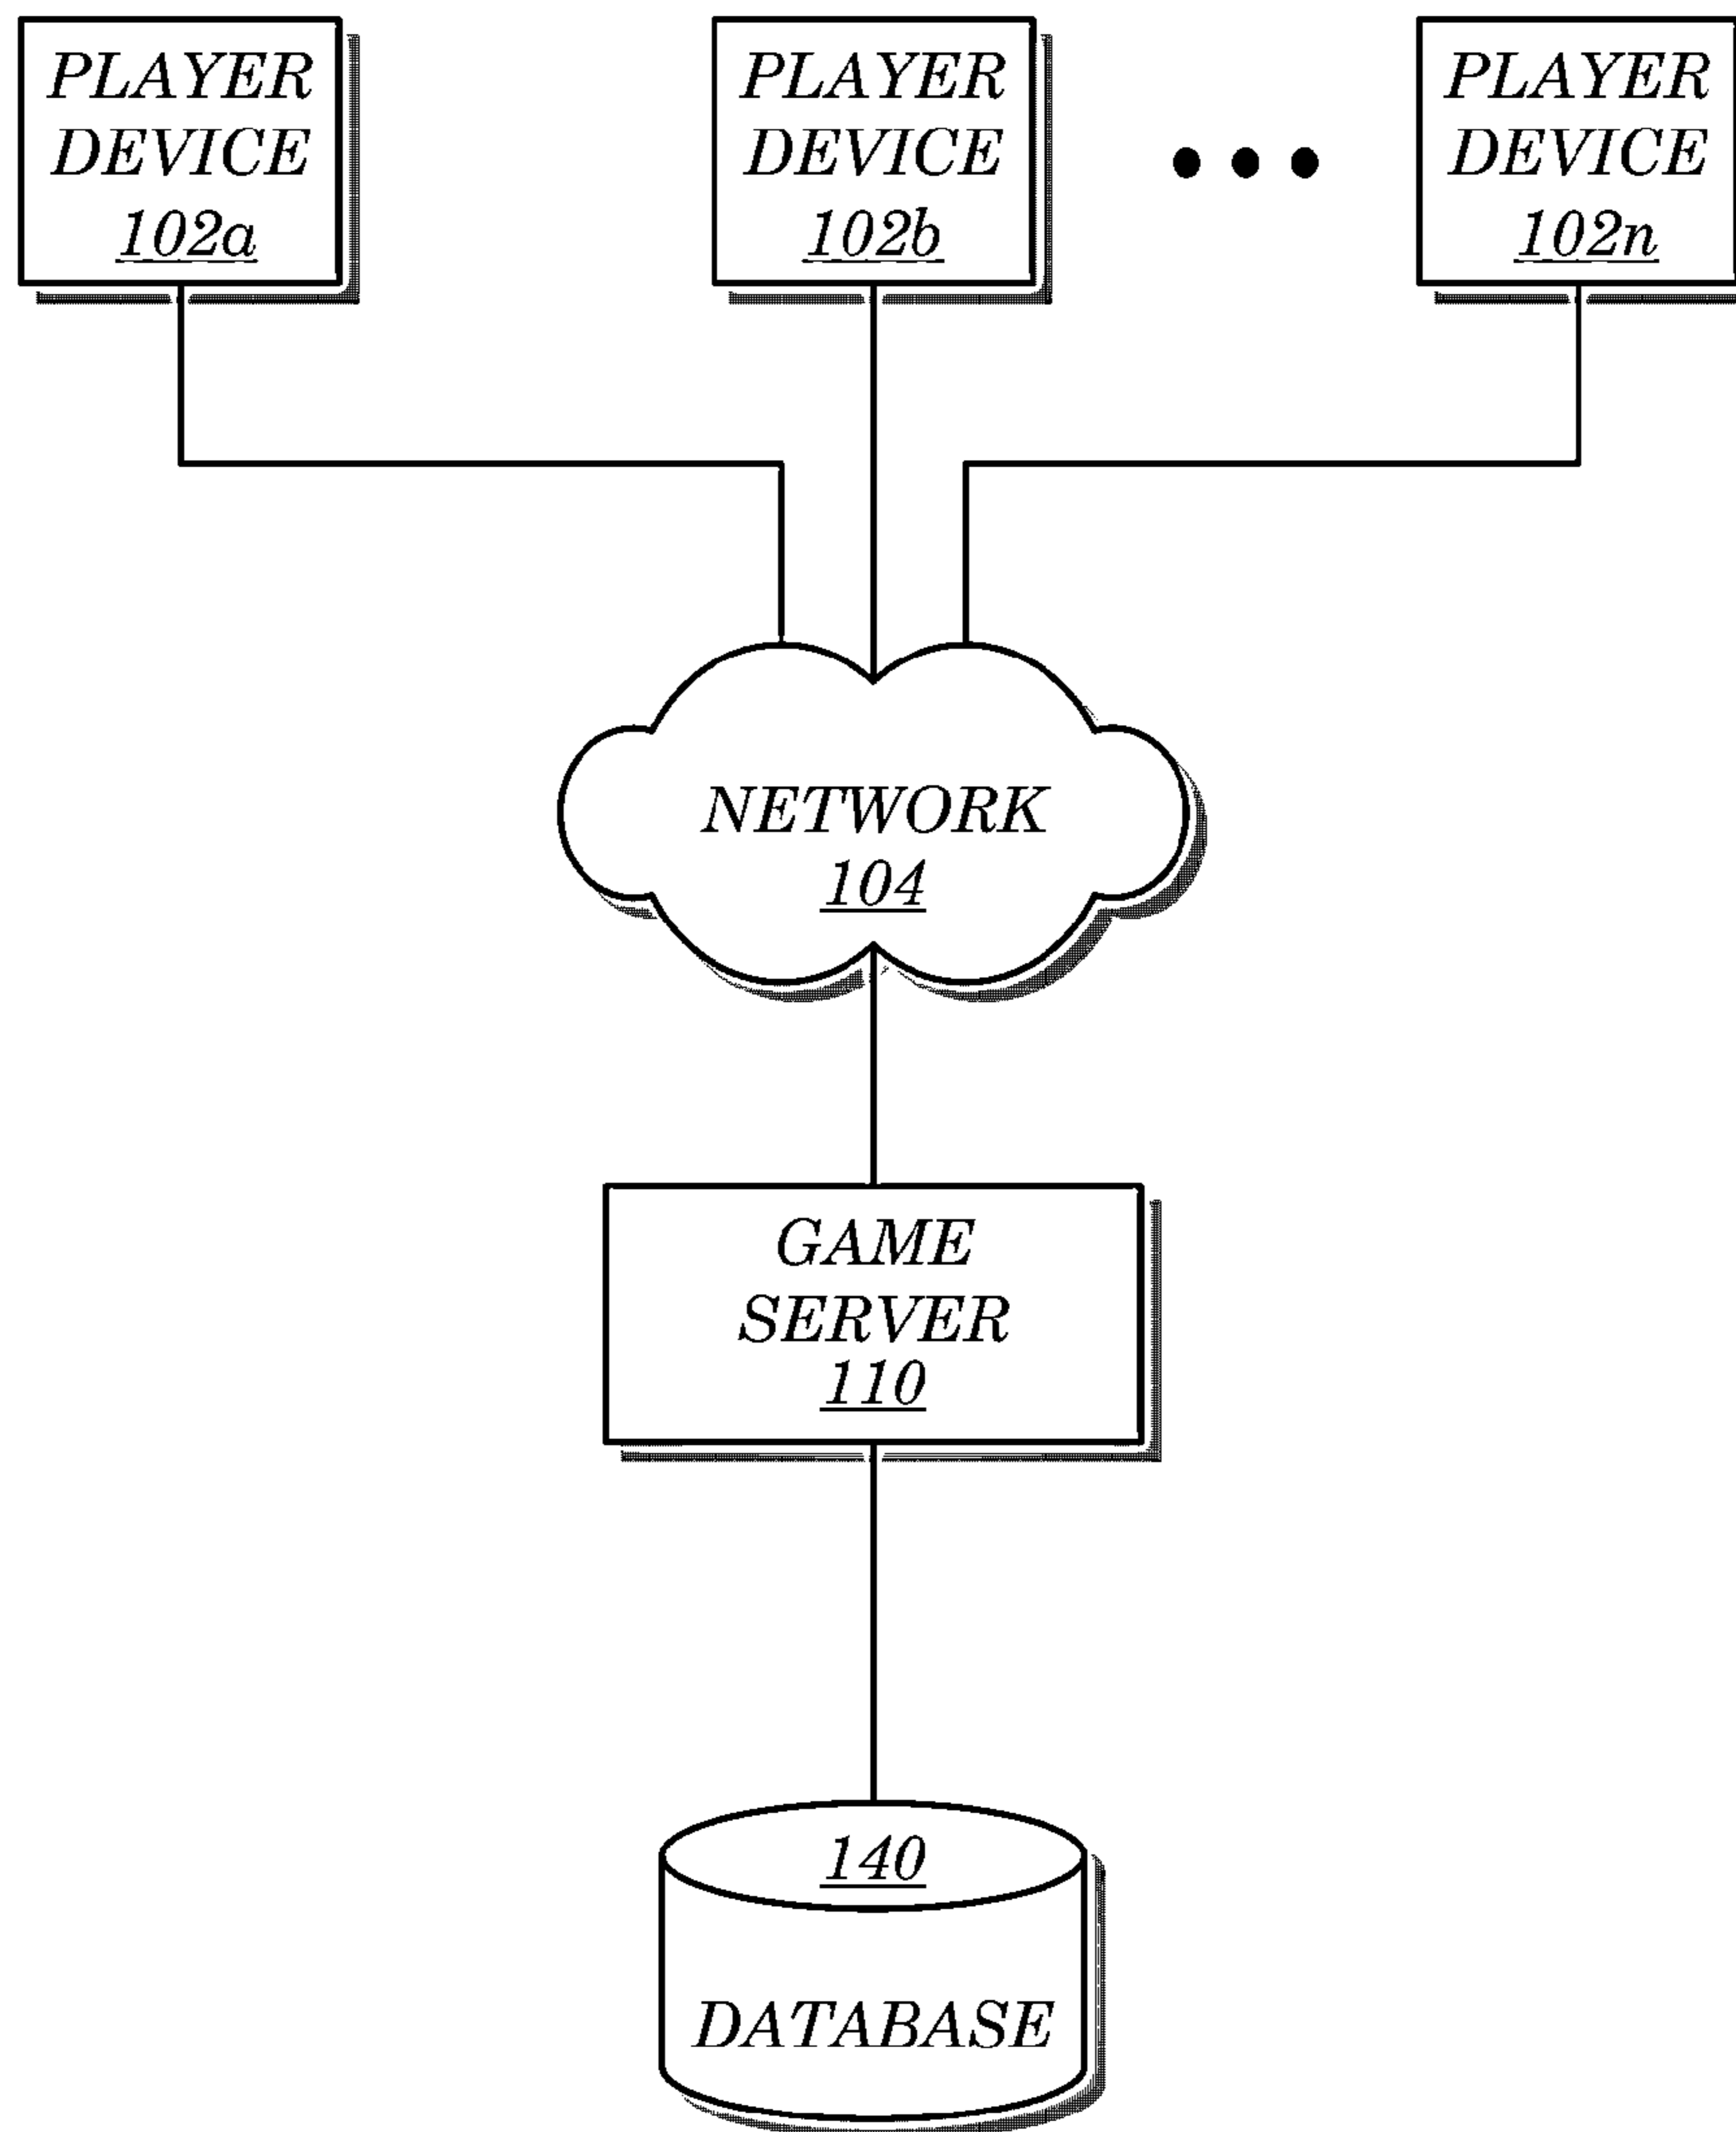 PLAYER
DEVICE
102a
PLAYER
DEVICE
102b
PLAYER
DEVICE
102n
NETWORK
104
GAME
SERVER
110
140
DATABASE